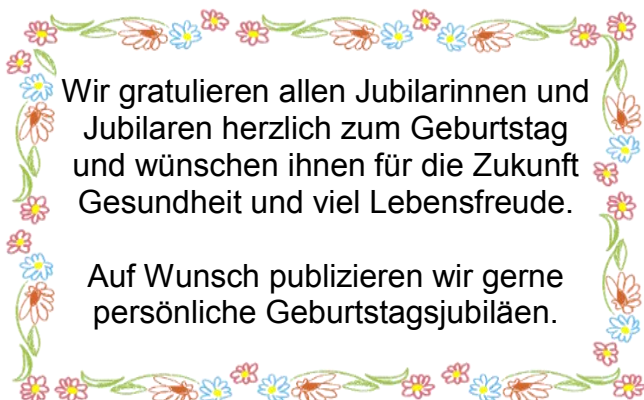 Wir gratulieren allen Jubilarinnen und
Jubilaren herzlich zum Geburtstag
und wünschen ihnen für die Zukunft
Gesundheit und viel Lebensfreude.
Auf Wunsch publizieren wir gerne
persönliche Geburtstagsjubiläen.